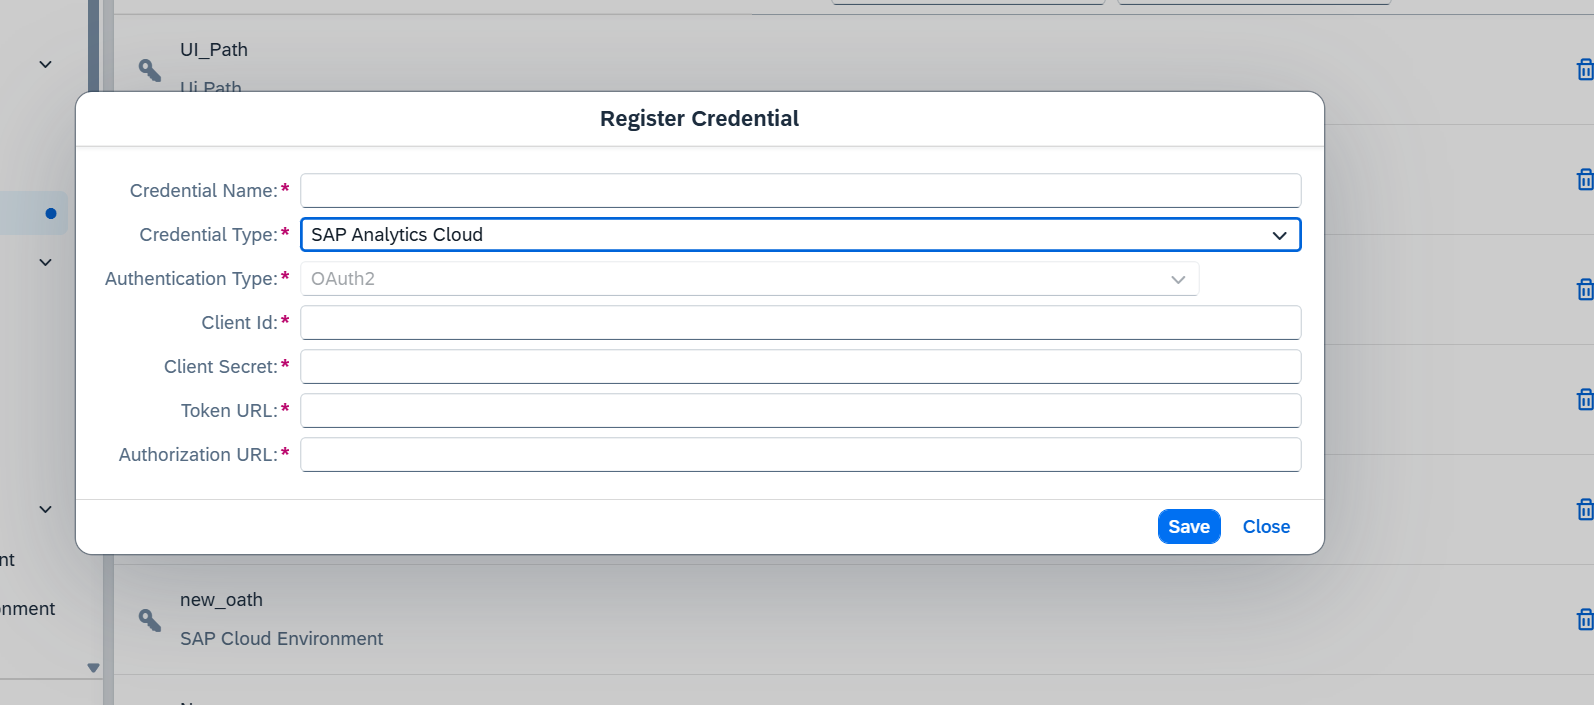 UI_Path
Ui Path
Register Credential
Credential Name:*
Credential Type:* SAP Analytics Cloud
Authentication Type:* OAuth2
Client Id:*
Client Secret:*
Token URL:*
Authorization URL:*
Save Close
nt
onment
new_oath
SAP Cloud Environment